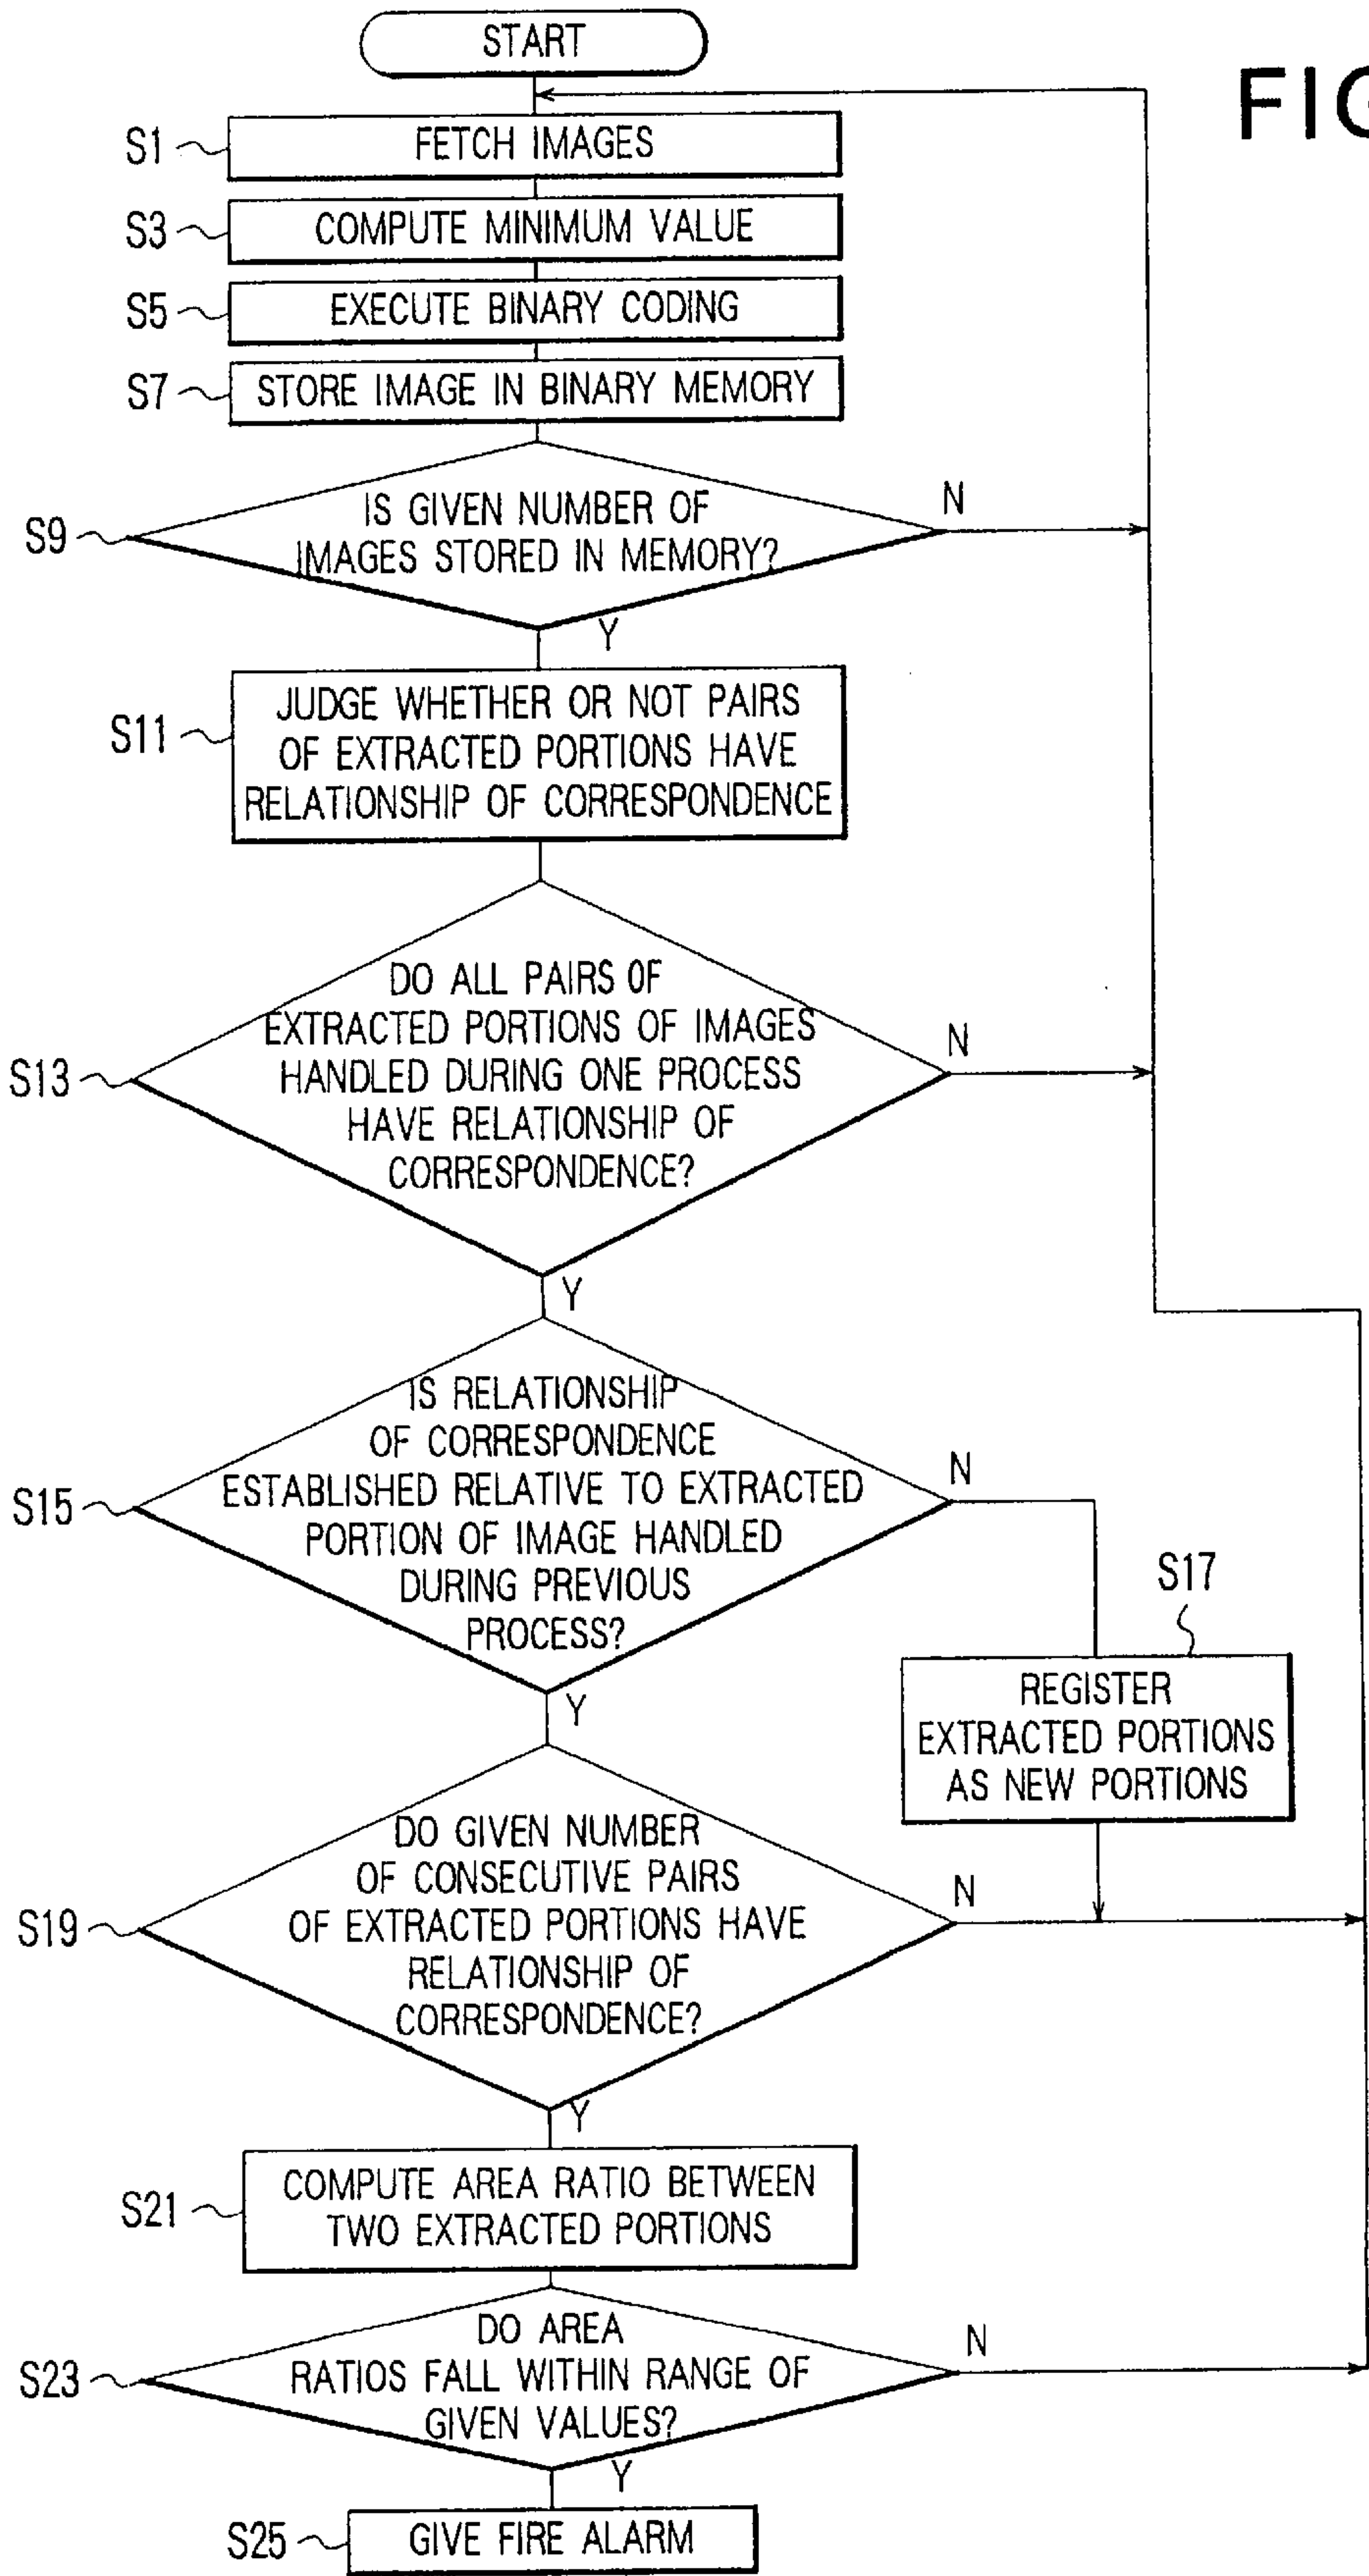 START
FIG
S1
FETCH IMAGES
S3
COMPUTE MINIMUM VALUE
S5
EXECUTE BINARY CODING
S7
STORE IMAGE IN BINARY MEMORY
S9
IS GIVEN NUMBER OF
IMAGES STORED IN MEMORY?
N
Y
S11
JUDGE WHETHER OR NOT PAIRS
OF EXTRACTED PORTIONS HAVE
RELATIONSHIP OF CORRESPONDENCE
S13
DO ALL PAIRS OF
EXTRACTED PORTIONS OF IMAGES
HANDLED DURING ONE PROCESS
HAVE RELATIONSHIP OF
CORRESPONDENCE?
N
Y
S15
IS RELATIONSHIP
OF CORRESPONDENCE
ESTABLISHED RELATIVE TO EXTRACTED
PORTION OF IMAGE HANDLED
DURING PREVIOUS
PROCESS?
N
Y
S17
REGISTER
EXTRACTED PORTIONS
AS NEW PORTIONS
S19
DO GIVEN NUMBER
OF CONSECUTIVE PAIRS
OF EXTRACTED PORTIONS HAVE
RELATIONSHIP OF
CORRESPONDENCE?
N
Y
S21
COMPUTE AREA RATIO BETWEEN
TWO EXTRACTED PORTIONS
S23
DO AREA
RATIOS FALL WITHIN RANGE OF
GIVEN VALUES?
N
Y
S25
GIVE FIRE ALARM